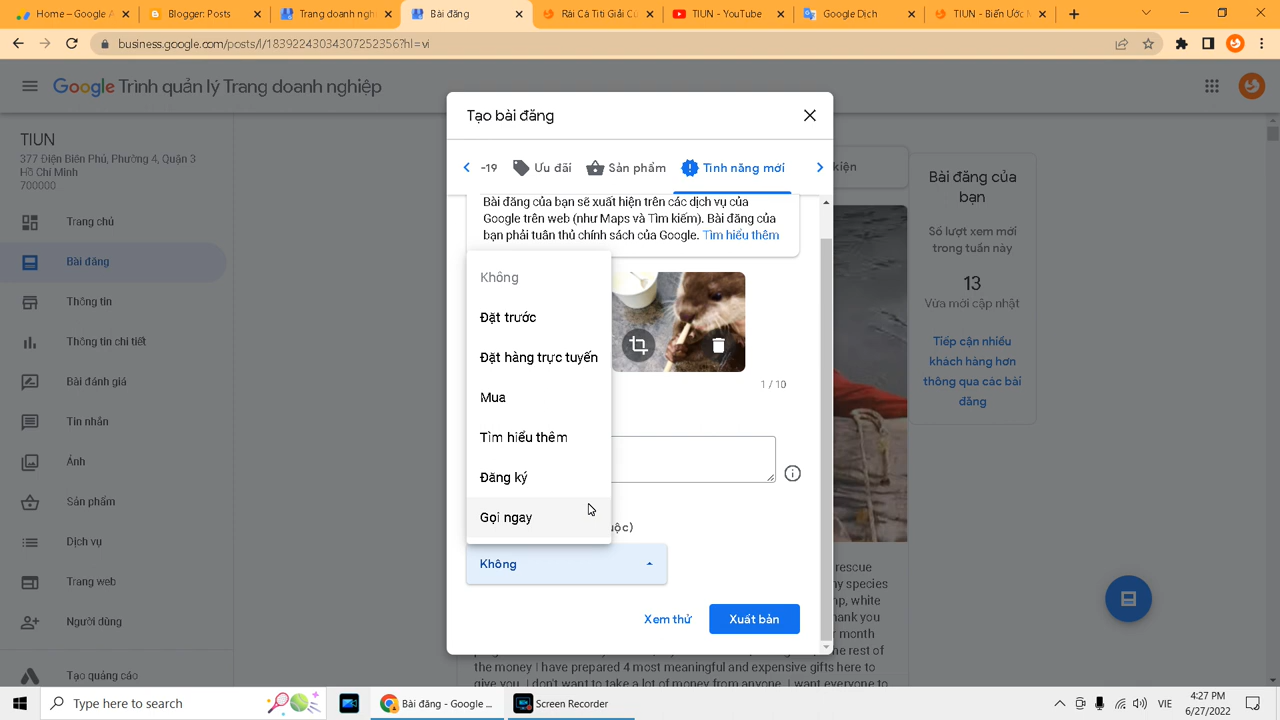 Google
Blogger: Posts
Trang doanh ngh
Bài đăng
Rái Cá Titi Giải C
TIUN - YouTube
Google Dịch
TIUN - Biến Ước
business.google.com/posts/l/18392243034307252356?hl=vi
Google Trình quản lý Trang doanh nghiệp
TIUN
377 Điện Biên Phủ, Phường 4, Quận 3
Hồ Chí Minh
700000
Trang chủ
Bài đăng
Thông tin
Thông tin chi tiết
Bài đánh giá
Tin nhắn
Ảnh
Sản phẩm
Dịch vụ
Trang web
Người dùng
Tạo quảng cáo
Tạo bài đăng
-19
Ưu đãi
Sản phẩm
Tính năng mới
Bài đăng của bạn sẽ xuất hiện trên các dịch vụ của
Google trên web (như Maps và Tìm kiếm). Bài đăng của
bạn phải tuân thủ chính sách của Google. Tìm hiểu thêm
1 / 10
Không
Đặt trước
Đặt hàng trực tuyến
Mua
Tìm hiểu thêm
Đăng ký
Gọi ngay
uộc)
Không
Xem thử
Xuất bản
kiện
Bài đăng của
bạn
Số lượt xem mới
trong tuần này
13
Vừa mới cập nhật
Tiếp cận nhiều
khách hàng hơn
thông qua các bài
đăng
rescue
ny species
white
hank you
month
the rest of
the money I have prepared 4 most meaningful and expensive gifts here to
give you. I don't want to take a lot of money from anyone. I want everyone to
Type here to search
Bài đăng - Google ...
Screen Recorder
VIE
4:27 PM
6/27/2022